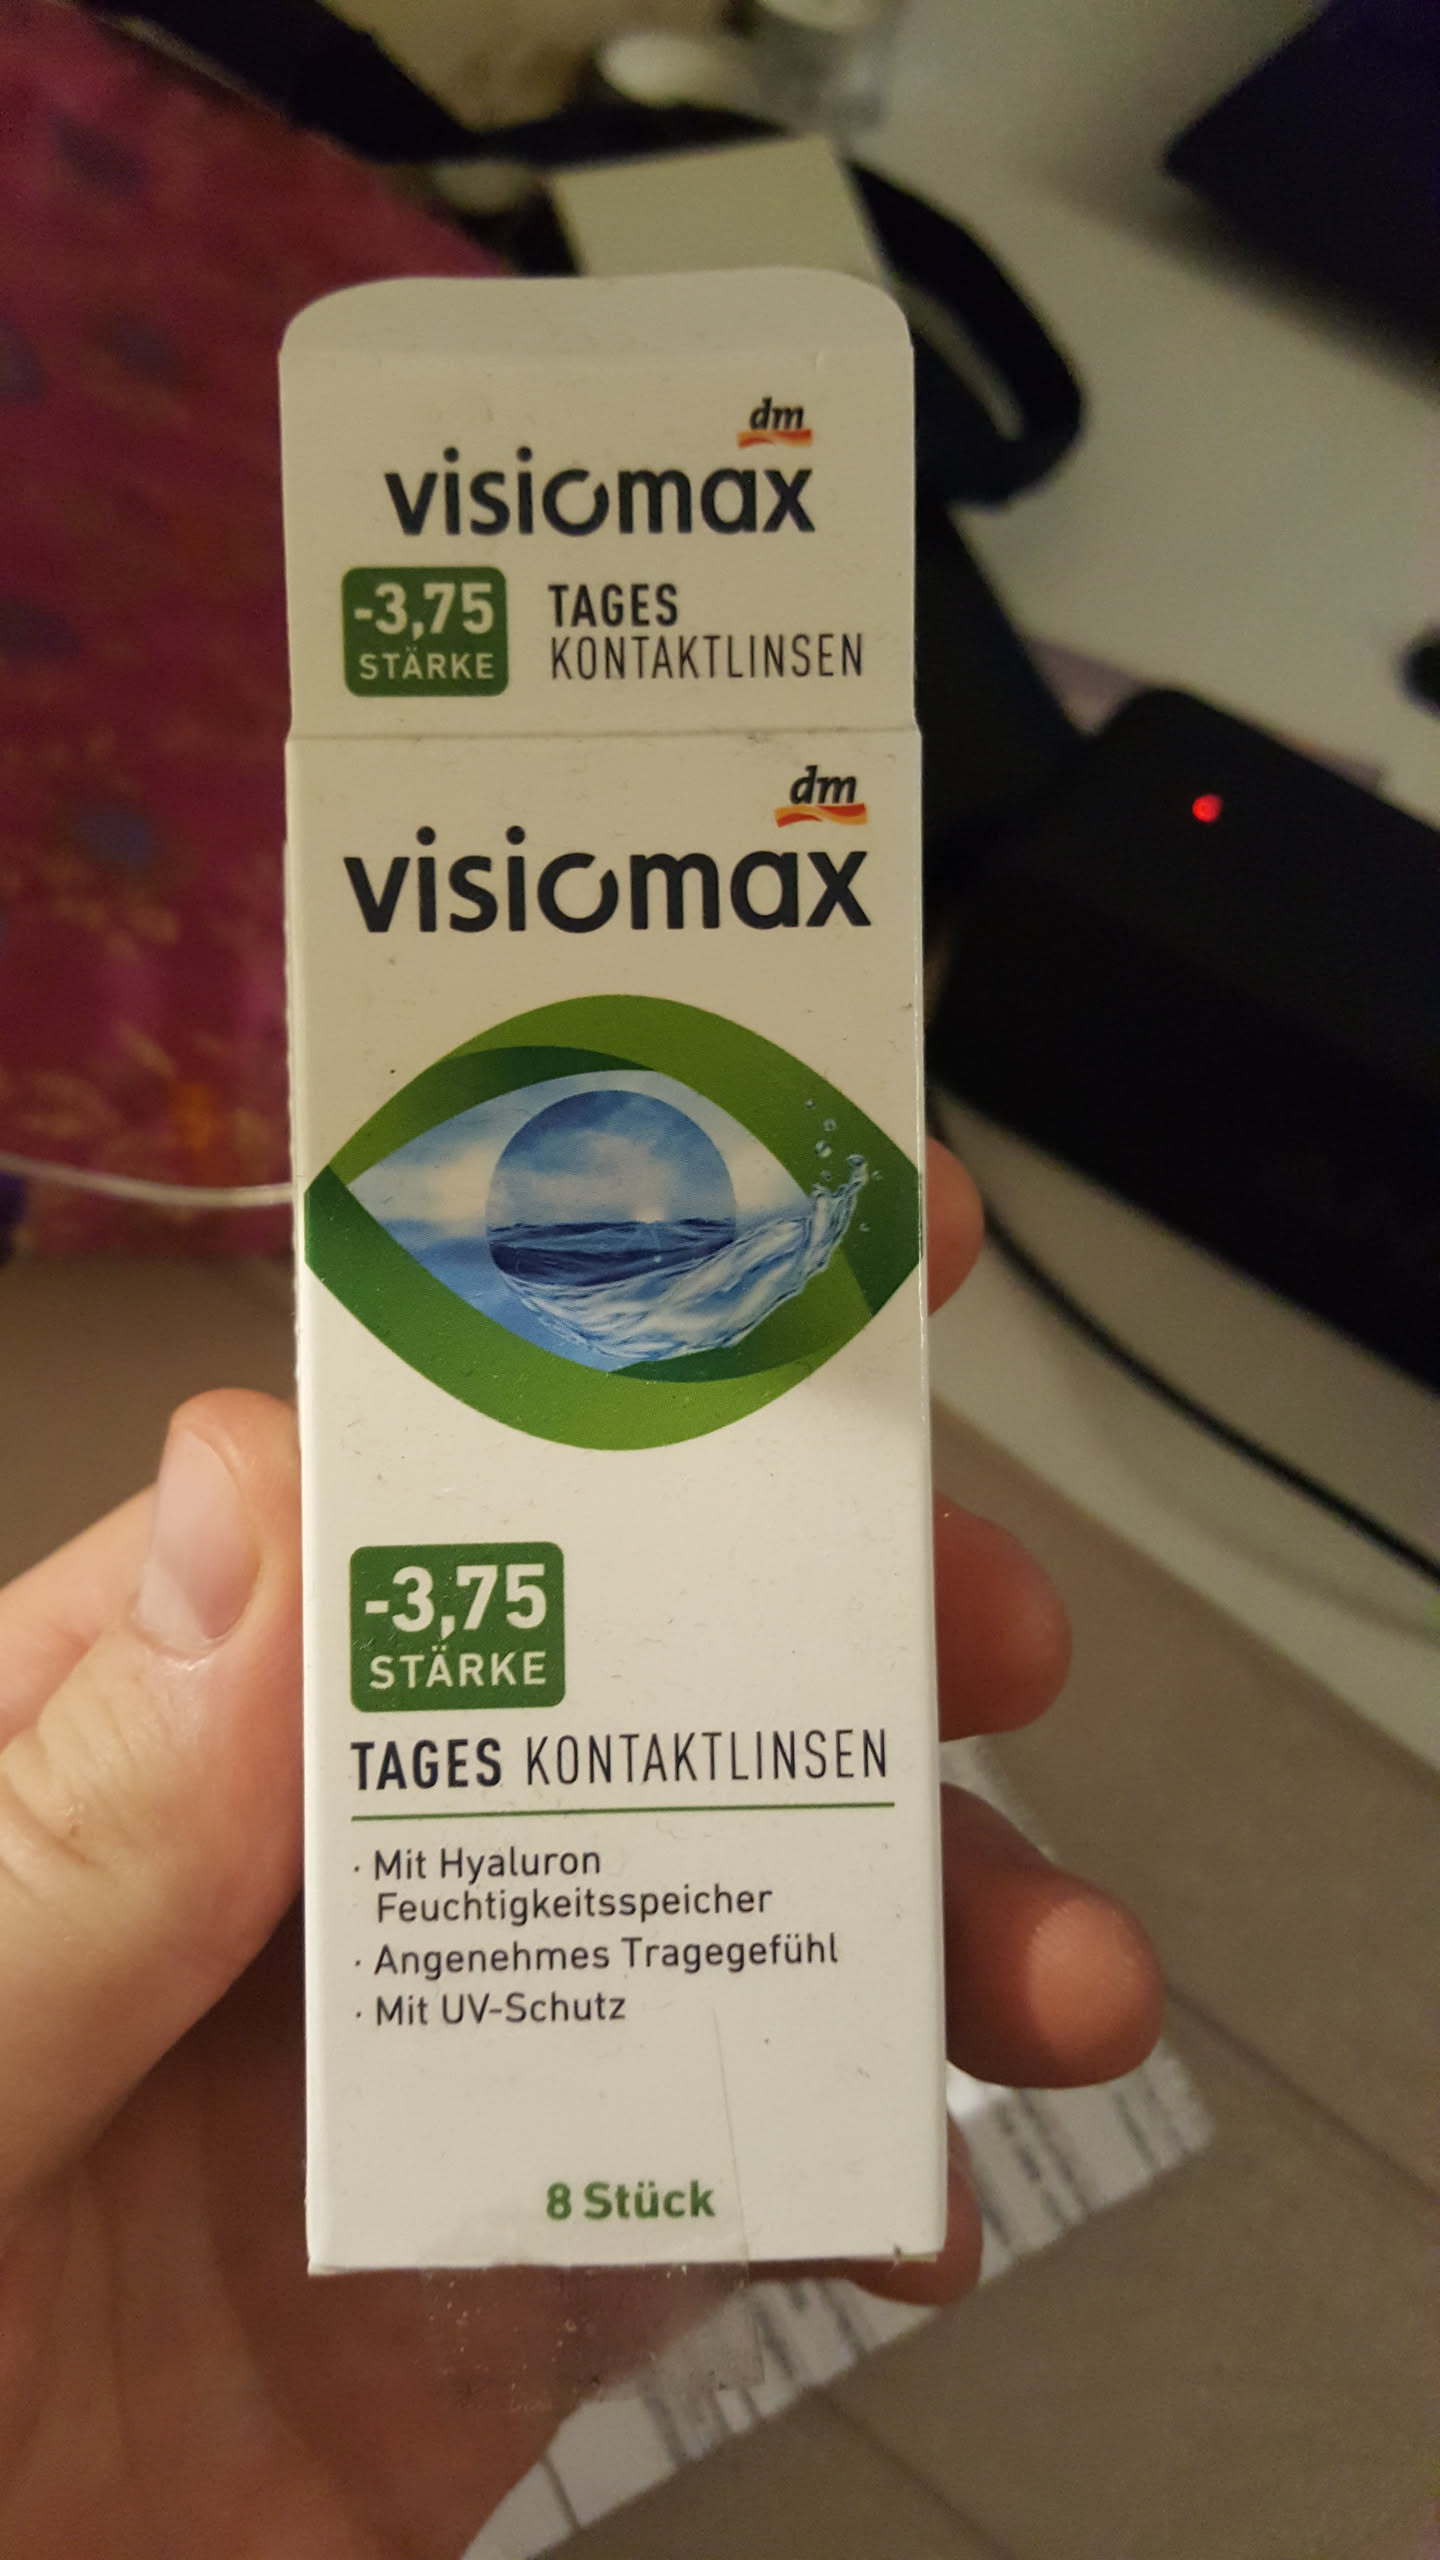 dm
visiomax
-3,75
STÄRKE
TAGES
KONTAKTLINSEN
dm
visiomax
-3,75
STÄRKE
TAGES KONTAKTLINSEN
· Mit Hyaluron
Feuchtigkeitsspeicher
· Angenehmes Tragegefühl
· Mit UV-Schutz
8 Stück